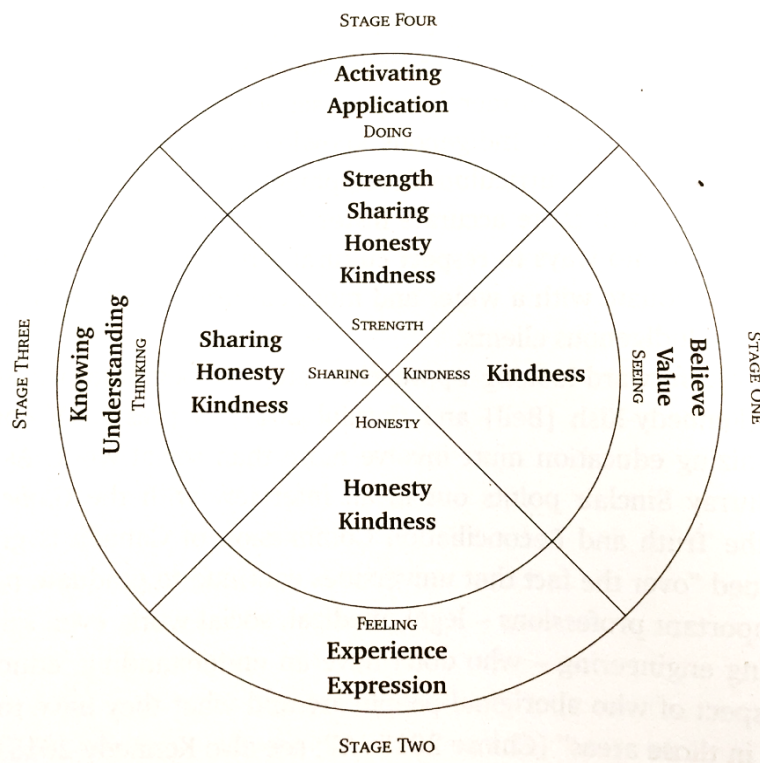 STAGE FOUR
Activating
Application
DOING
Strength
Sharing
Honesty
Kindness
STRENGTH
STAGE THREE
Knowing
Understanding
THINKING
Sharing
Honesty
Kindness
SHARING
KINDNESS
Kindness
SEEING
Value
Believe
STAGE ONE
HONESTY
Honesty
Kindness
FEELING
Experience
Expression
STAGE TWO